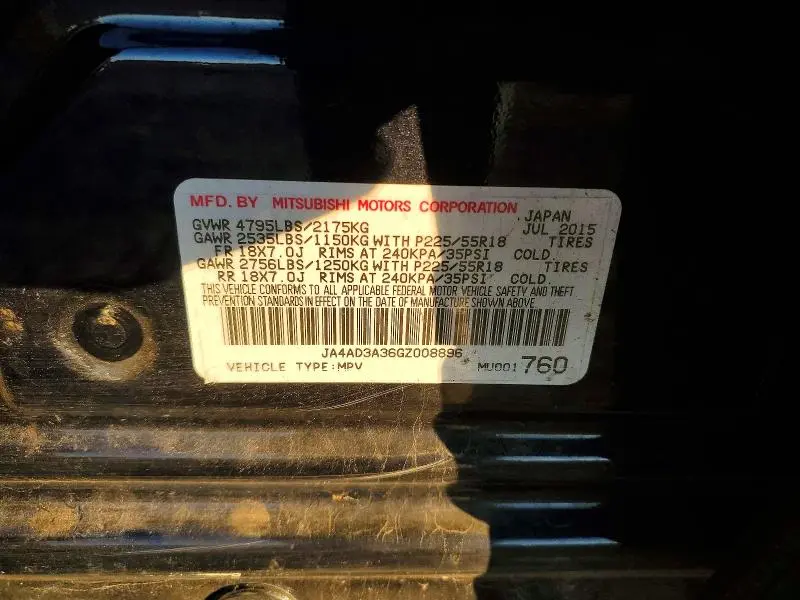 MFD. BY MITSUBISHI MOTORS CORPORATION JAPAN
GVWR 4795LBS/2175KG JUL 2015
GAWR 2535LBS/1150KG WITH P225/55R18 TIRES
FR 18X7.0J RIMS AT 240KPA/35PSI COLD.
GAWR 2756LBS/1250KG WITH P225/55R18 TIRES
RR 18X7.0J RIMS AT 240KPA/35PSI COLD.
THIS VEHICLE CONFORMS TO ALL APPLICABLE FEDERAL MOTOR VEHICLE SAFETY AND THEFT
PREVENTION STANDARDS IN EFFECT ON THE DATE OF MANUFACTURE SHOWN ABOVE.
JA4AD3A36GZ008896
VEHICLE TYPE:MPV MU001760